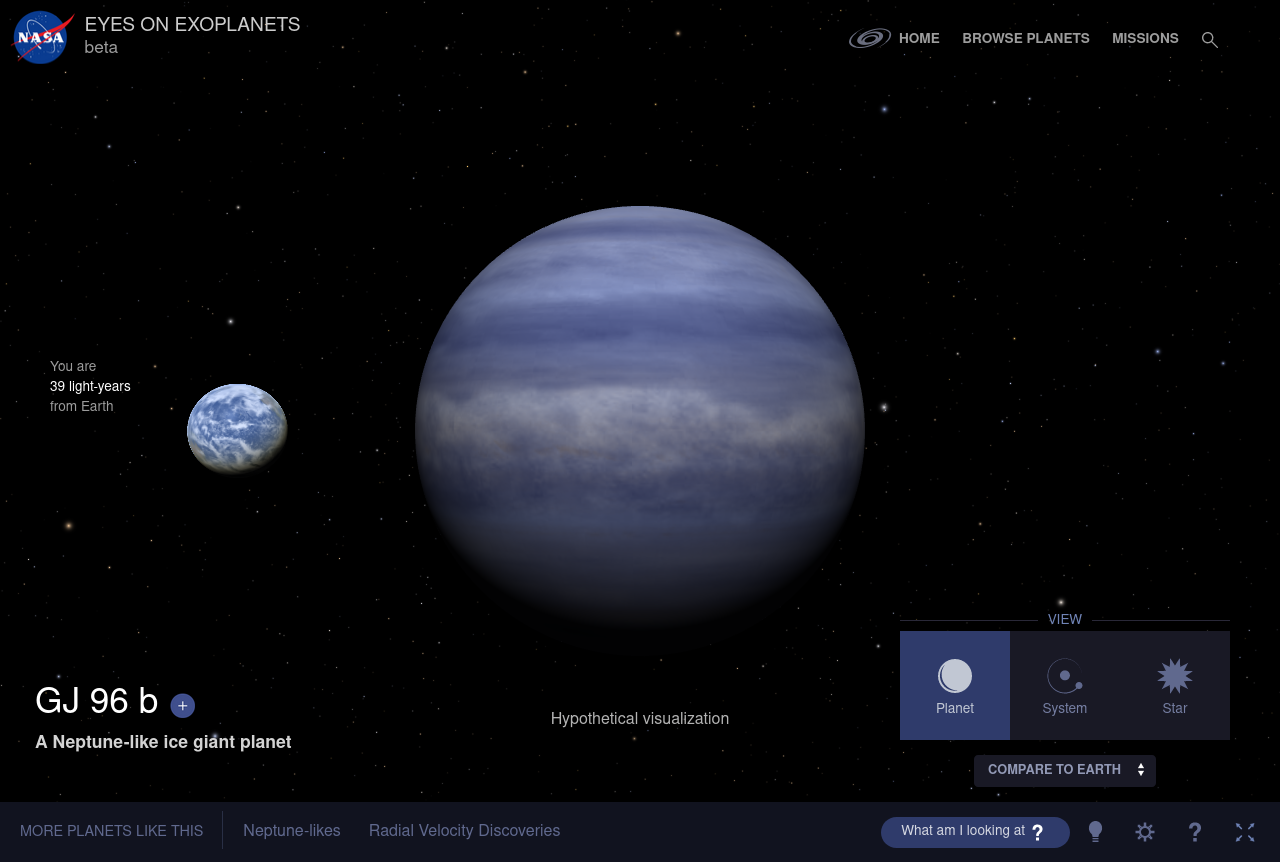 NASA
EYES ON EXOPLANETS
beta
HOME
BROWSE PLANETS
MISSIONS
You are
39 light-years
from Earth
GJ 96 b +
A Neptune-like ice giant planet
Hypothetical visualization
VIEW
Planet
System
Star
COMPARE TO EARTH
MORE PLANETS LIKE THIS
Neptune-likes
Radial Velocity Discoveries
What am I looking at ?
?